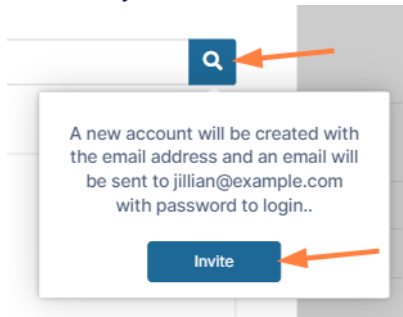 A new account will be created with
the email address and an email will
be sent to jillian@example.com
with password to login..
Invite